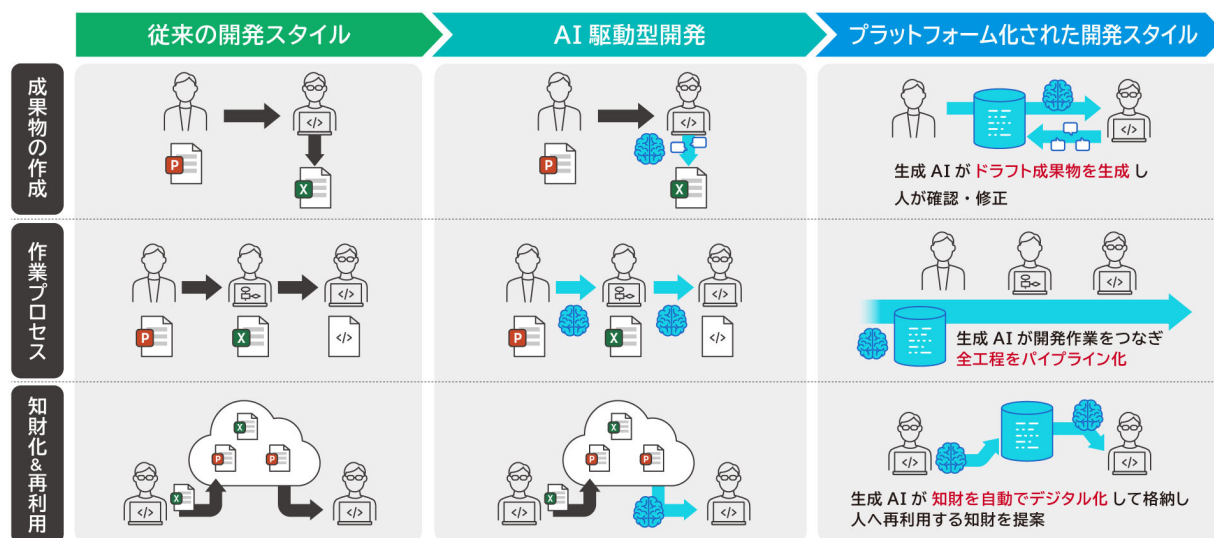 従来の開発スタイル
AI 駆動型開発
プラットフォーム化された開発スタイル
成果物の作成
P
</>
X
P
</>
X
</>
生成 AI が ドラフト成果物を生成 し
人が確認・修正
作業プロセス
</>
P
X
</>
</>
P
X
</>
</>
生成 AI が開発作業をつなぎ
全工程をパイプライン化
知財化&再利用
X
P
P
</>
X
</>
X
P
P
</>
X
</>
</>
</>
生成 AI が 知財を自動でデジタル化 して格納し
人へ再利用する知財を提案